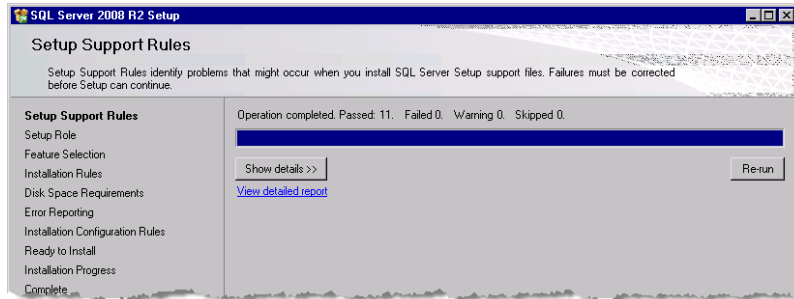 SQL Server 2008 R2 Setup
Setup Support Rules
Setup Support Rules identify problems that might occur when you install SQL Server Setup support files. Failures must be corrected
before Setup can continue.
Setup Support Rules
Setup Role
Feature Selection
Installation Rules
Disk Space Requirements
Error Reporting
Installation Configuration Rules
Ready to Install
Installation Progress
Complete
Operation completed. Passed: 11. Failed 0. Warning 0. Skipped 0.
Show details >>
Re-run
View detailed report